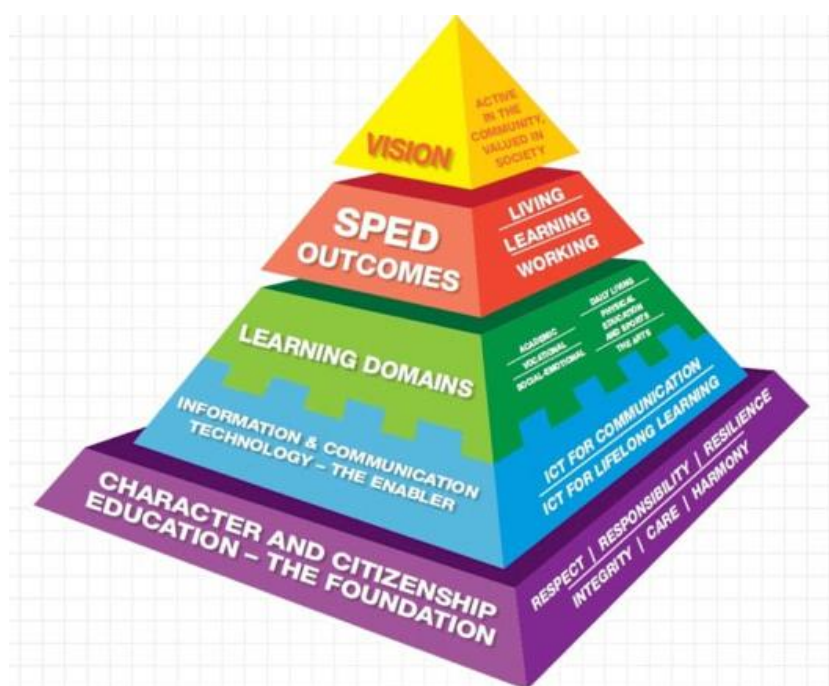 VISION
ACTIVE
IN THE
COMMUNITY,
VALUED IN
SOCIETY
SPED
OUTCOMES
LIVING
LEARNING
WORKING
LEARNING DOMAINS
ACADEMIC
VOCATIONAL
SOCIAL-EMOTIONAL
DAILY LIVING
PHYSICAL
EDUCATION
AND SPORTS
THE ARTS
INFORMATION & COMMUNICATION
TECHNOLOGY – THE ENABLER
ICT FOR COMMUNICATION
ICT FOR LIFELONG LEARNING
CHARACTER AND CITIZENSHIP
EDUCATION – THE FOUNDATION
RESPECT | RESPONSIBILITY | RESILIENCE
INTEGRITY | CARE | HARMONY